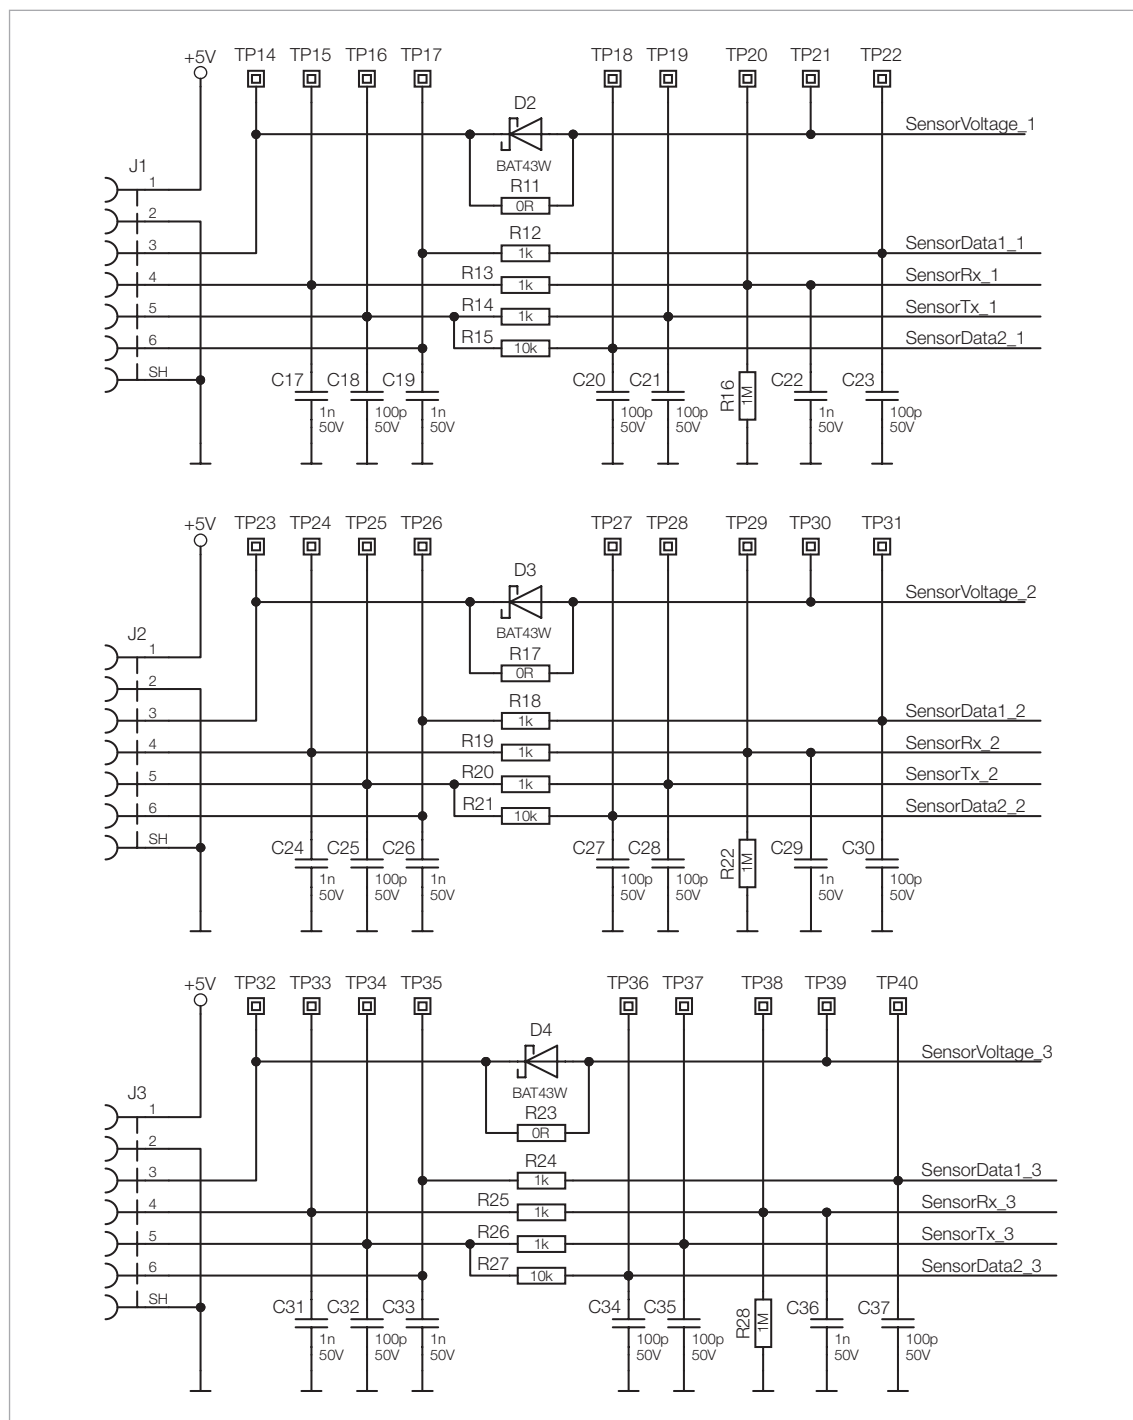 +5V TP14 TP15 TP16 TP17 TP18 TP19 TP20 TP21 TP22
D2
SensorVoltage_1
BAT43W
J1
R11
1
0R
2
R12
3 1k SensorData1_1
4 R13 1k SensorRx_1
5 R14 1k SensorTx_1
6 R15 10k SensorData2_1
SH C17 C18 C19 C20 C21 R16 1M C22 C23
1n 100p 1n 100p 100p 1n 100p
50V 50V 50V 50V 50V 50V 50V
+5V TP23 TP24 TP25 TP26 TP27 TP28 TP29 TP30 TP31
D3
SensorVoltage_2
BAT43W
J2
R17
1
0R
2
R18
3 1k SensorData1_2
4 R19 1k SensorRx_2
5 R20 1k SensorTx_2
6 R21 10k SensorData2_2
SH C24 C25 C26 C27 C28 R22 1M C29 C30
1n 100p 1n 100p 100p 1n 100p
50V 50V 50V 50V 50V 50V 50V
+5V TP32 TP33 TP34 TP35 TP36 TP37 TP38 TP39 TP40
D4
SensorVoltage_3
BAT43W
J3
R23
1
0R
2
R24
3 1k SensorData1_3
4 R25 1k SensorRx_3
5 R26 1k SensorTx_3
6 R27 10k SensorData2_3
SH C31 C32 C33 C34 C35 R28 1M C36 C37
1n 100p 1n 100p 100p 1n 100p
50V 50V 50V 50V 50V 50V 50V